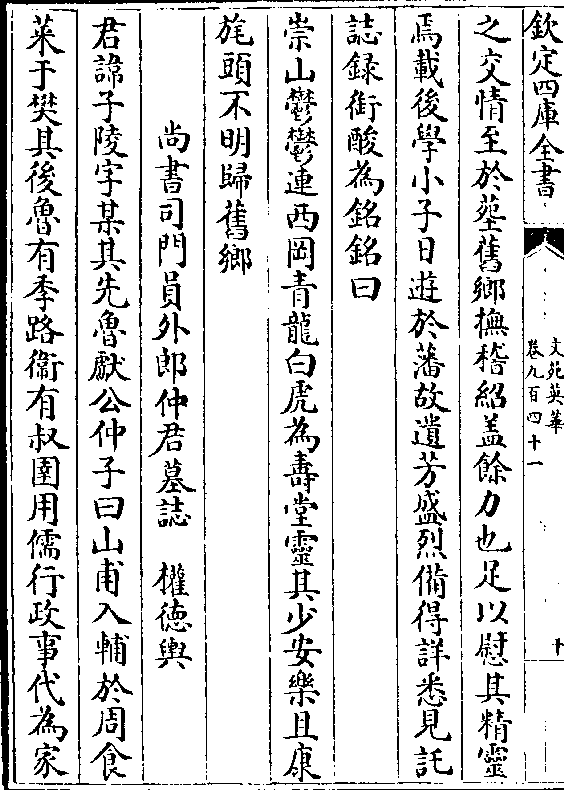 欽定四庫全書
文苑英華
卷九百四十一
十
之交情至於塟舊鄉撫稽紹盖餘力也足以慰其精靈
焉載後學小子日遊於藩故遺芳盛烈備得詳悉見託
誌録銜酸為銘銘曰
崇山鬱鬱連西岡青龍白虎為壽堂靈其少安樂且康
旄頭不明歸舊鄉
尚書司門員外郎仲君墓誌 權德輿
君諱子陵字某其先魯獻公仲子曰山甫入輔於周食
菜于樊其後魯有季路衞有叔圉用儒行政事代為家